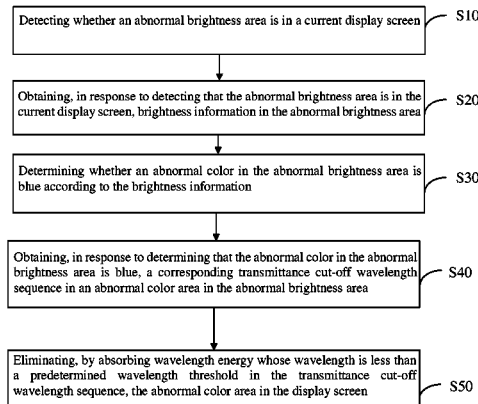 Detecting whether an abnormal brightness area is in a current display screen
S10
Obtaining, in response to detecting that the abnormal brightness area is in the
current display screen, brightness information in the abnormal brightness area
S20
Determining whether an abnormal color in the abnormal brightness area is
blue according to the brightness information
S30
Obtaining, in response to determining that the abnormal color in the abnormal
brightness area is blue, a corresponding transmittance cut-off wavelength
sequence in an abnormal color area in the abnormal brightness area
S40
Eliminating, by absorbing wavelength energy whose wavelength is less than
a predetermined wavelength threshold in the transmittance cut-off
wavelength sequence, the abnormal color area in the display screen
S50